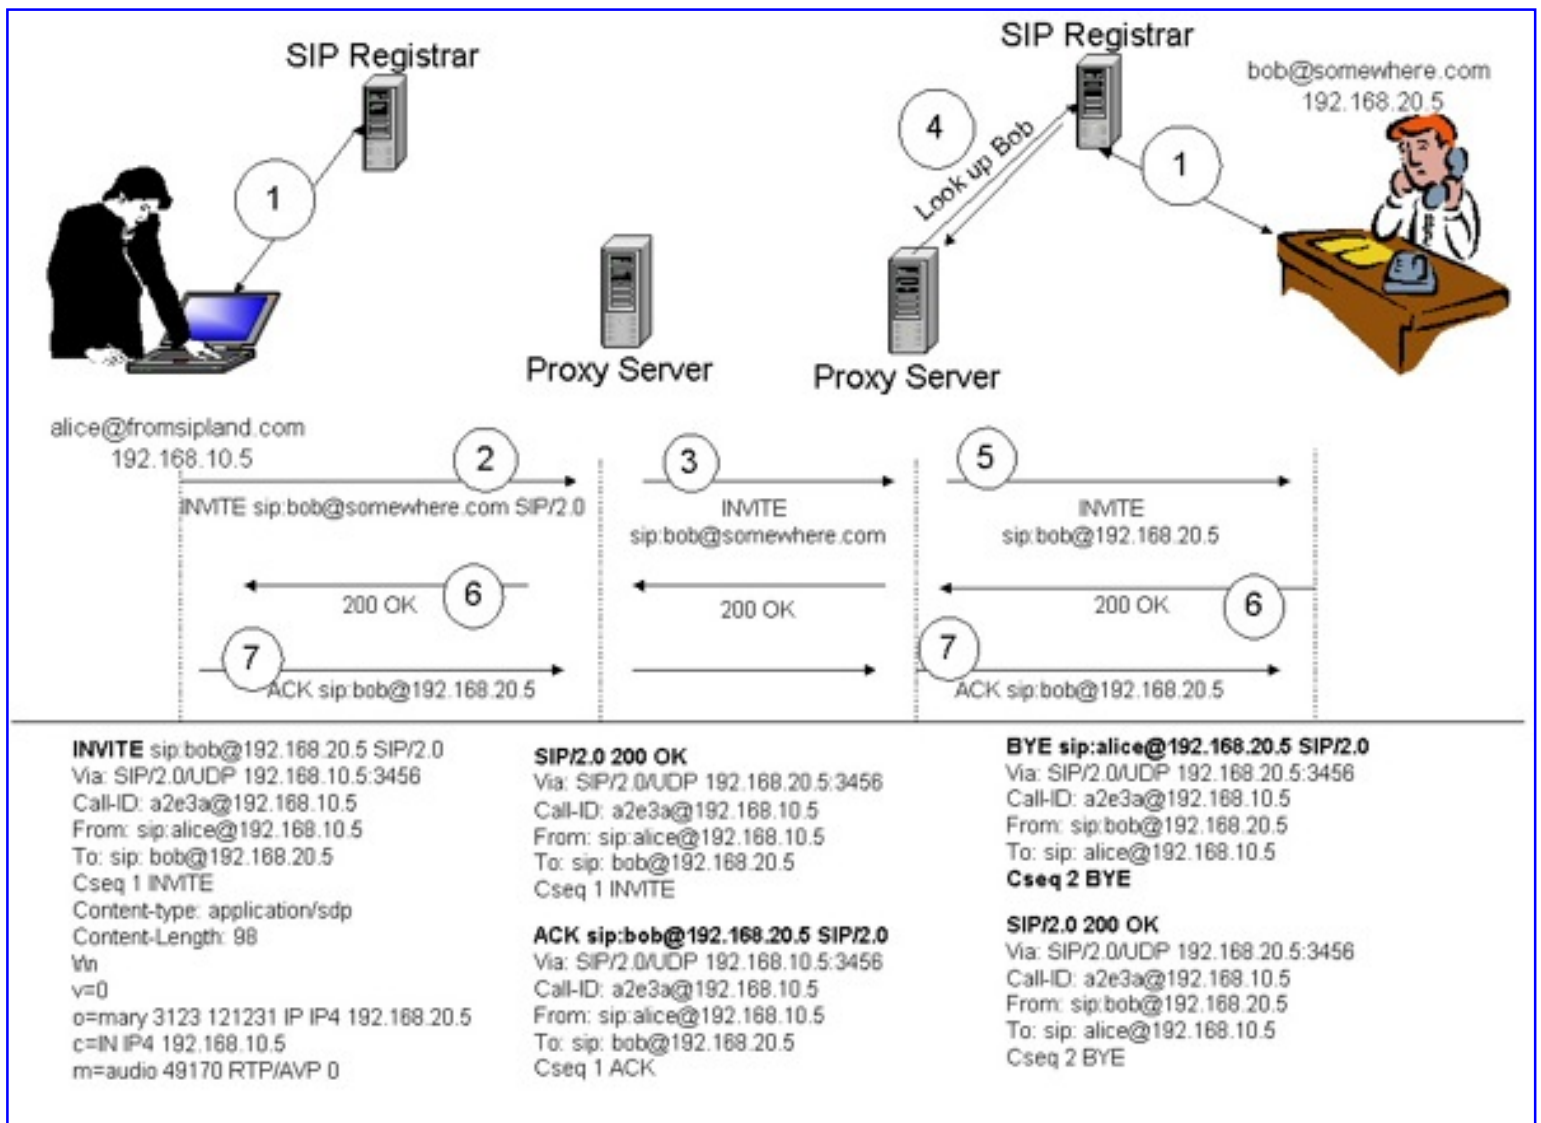 SIP Registrar
SIP Registrar
bob@somewhere.com
192.168.20.5
1
4
Look up Bob
1
Proxy Server
Proxy Server
alice@fromsipland.com
192.168.10.5
2
3
5
INVITE sip:bob@somewhere.com SIP/2.0
INVITE
sip:bob@somewhere.com
INVITE
sip:bob@192.168.20.5
6
200 OK
200 OK
200 OK
6
7
ACK sip:bob@192.168.20.5
7
ACK sip:bob@192.168.20.5
INVITE sip:bob@192.168.20.5 SIP/2.0
Via: SIP/2.0/UDP 192.168.10.5:3456
Call-ID: a2e3a@192.168.10.5
From: sip:alice@192.168.10.5
To: sip: bob@192.168.20.5
Cseq 1 INVITE
Content-type: application/sdp
Content-Length: 98
\r\n
v=0
o=mary 3123 121231 IP IP4 192.168.20.5
c=IN IP4 192.168.10.5
m=audio 49170 RTP/AVP 0
SIP/2.0 200 OK
Via: SIP/2.0/UDP 192.168.20.5:3456
Call-ID: a2e3a@192.168.10.5
From: sip:alice@192.168.10.5
To: sip: bob@192.168.20.5
Cseq 1 INVITE
ACK sip:bob@192.168.20.5 SIP/2.0
Via: SIP/2.0/UDP 192.168.10.5:3456
Call-ID: a2e3a@192.168.10.5
From: sip:alice@192.168.10.5
To: sip: bob@192.168.20.5
Cseq 1 ACK
BYE sip:alice@192.168.20.5 SIP/2.0
Via: SIP/2.0/UDP 192.168.20.5:3456
Call-ID: a2e3a@192.168.10.5
From: sip:bob@192.168.20.5
To: sip: alice@192.168.10.5
Cseq 2 BYE
SIP/2.0 200 OK
Via: SIP/2.0/UDP 192.168.20.5:3456
Call-ID: a2e3a@192.168.10.5
From: sip:bob@192.168.20.5
To: sip: alice@192.168.10.5
Cseq 2 BYE